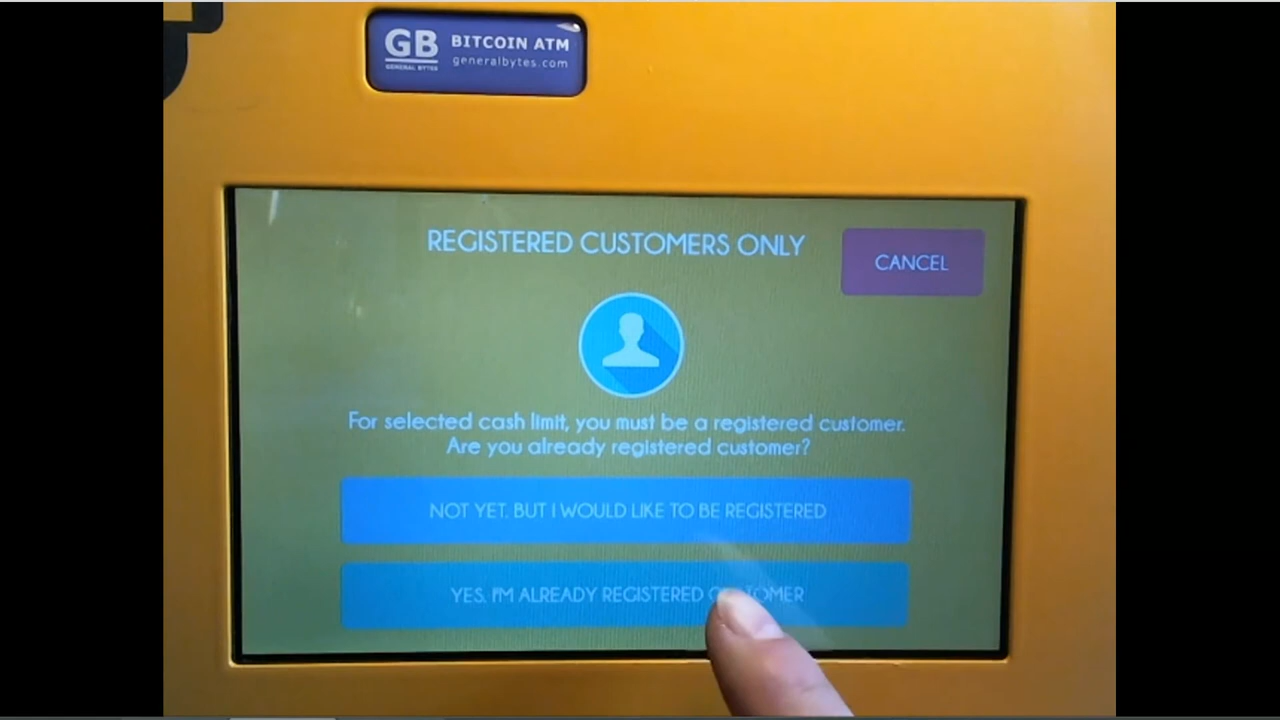 GB
GENERAL BYTES
BITCOIN ATM
generalbytes.com
REGISTERED CUSTOMERS ONLY
CANCEL
For selected cash limit, you must be a registered customer.
Are you already registered customer?
NOT YET. BUT I WOULD LIKE TO BE REGISTERED
YES. I'M ALREADY REGISTERED CUSTOMER